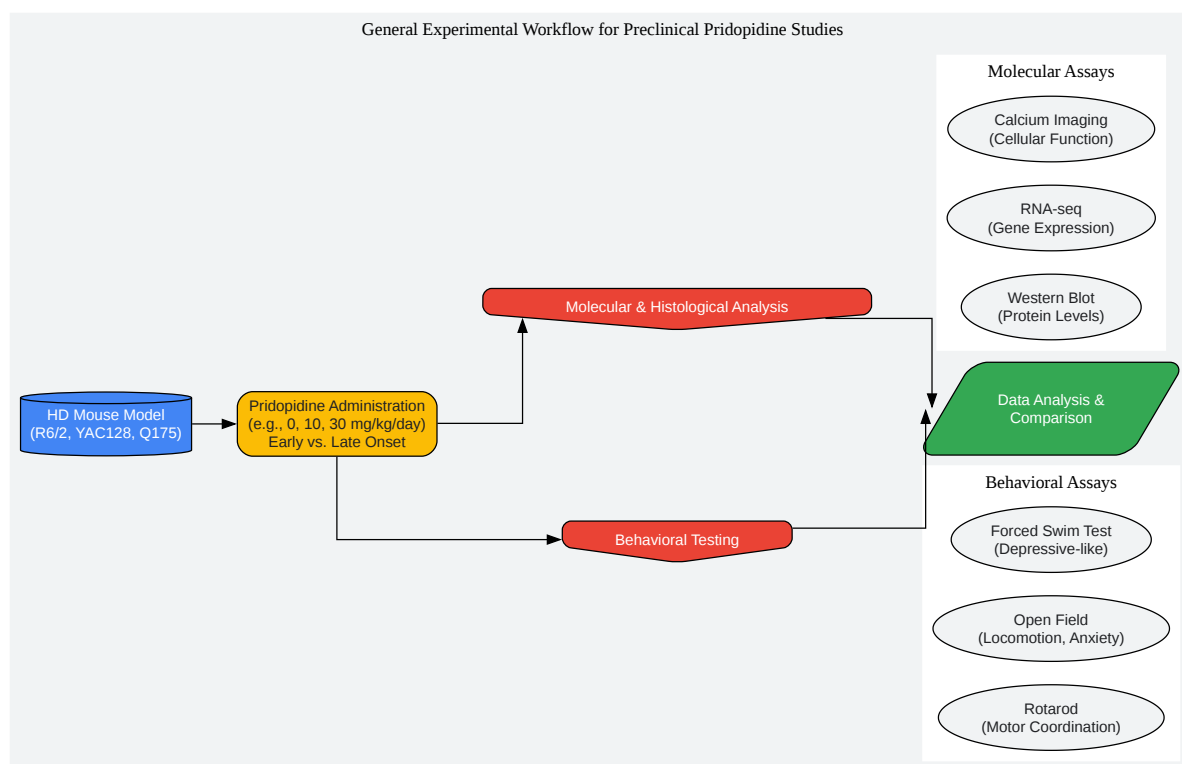 General Experimental Workflow for Preclinical Pridopidine Studies
Molecular Assays
Calcium Imaging
(Cellular Function)
RNA-seq
(Gene Expression)
Western Blot
(Protein Levels)
Molecular & Histological Analysis
HD Mouse Model
(R6/2, YAC128, Q175)
Pridopidine Administration
(e.g., 0, 10, 30 mg/kg/day)
Early vs. Late Onset
Data Analysis &
Comparison
Behavioral Testing
Behavioral Assays
Forced Swim Test
(Depressive-like)
Open Field
(Locomotion, Anxiety)
Rotarod
(Motor Coordination)